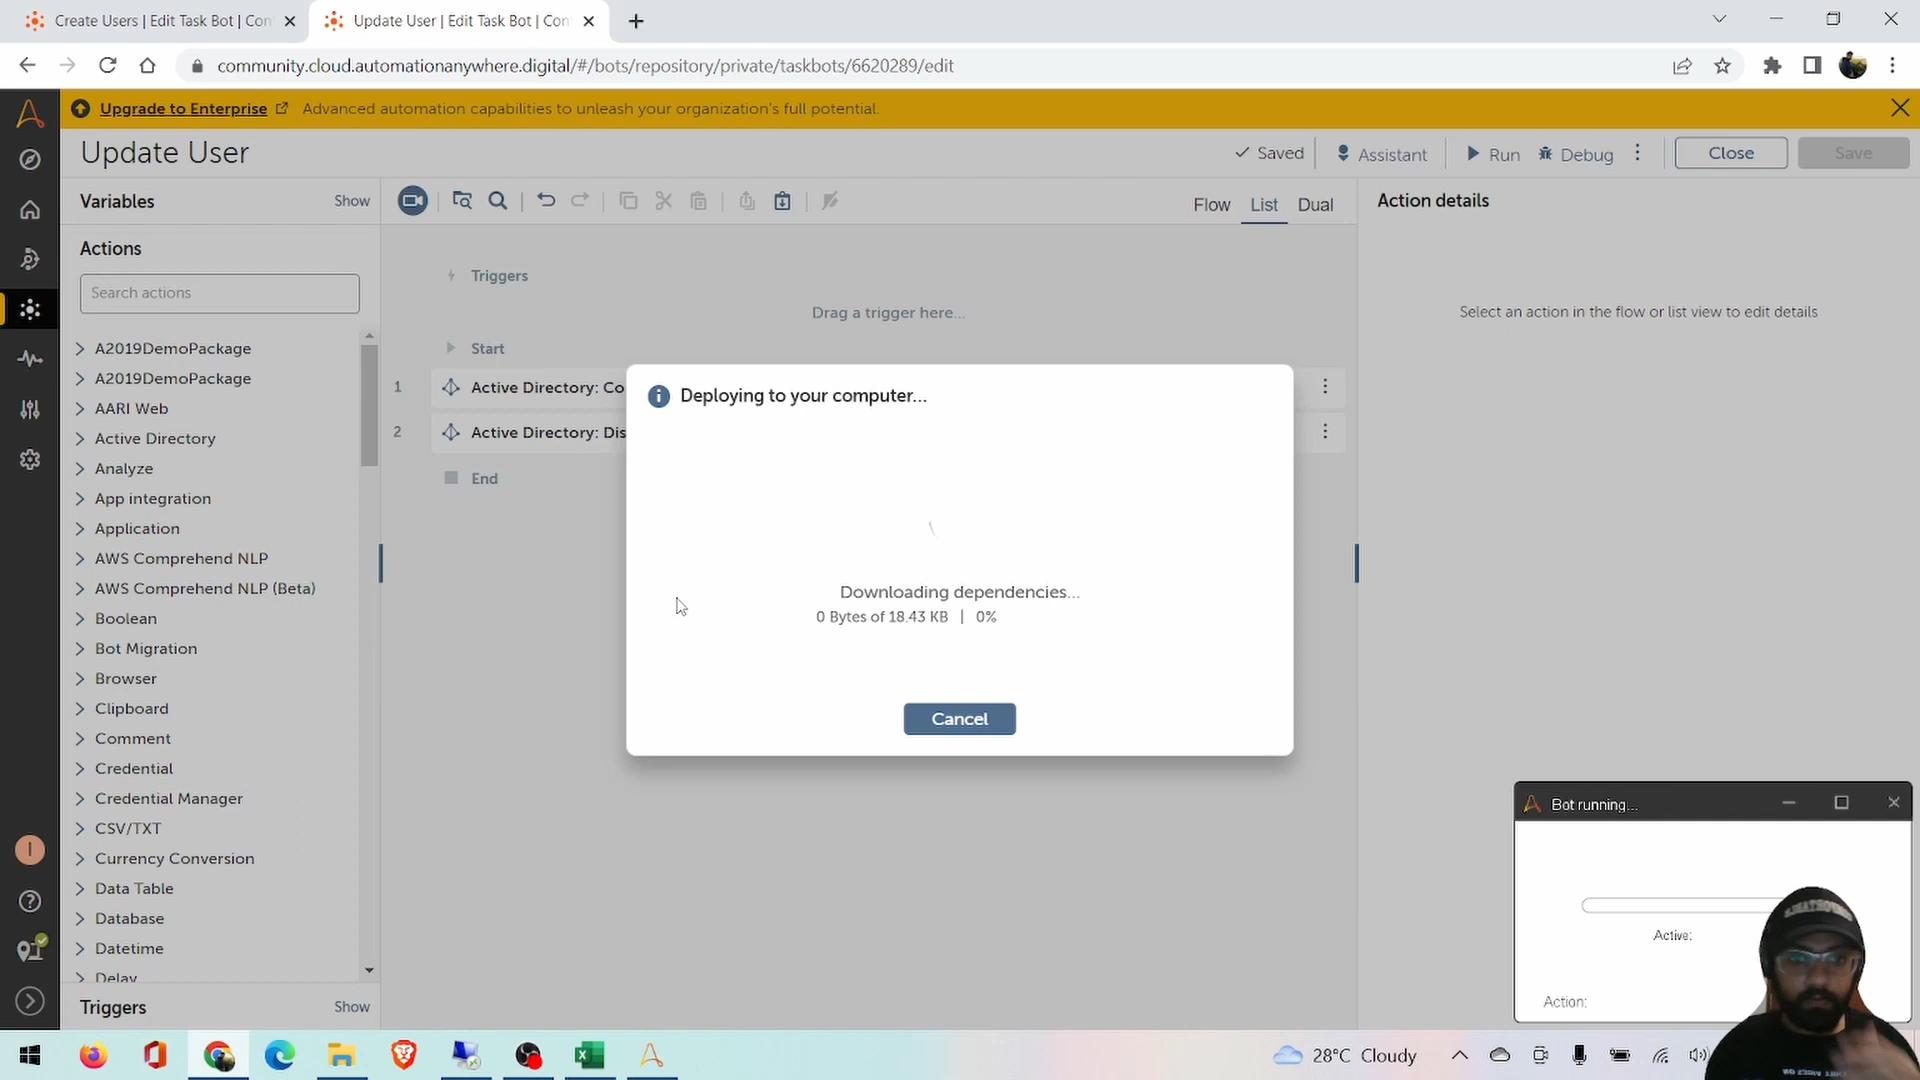 Create Users | Edit Task Bot | Con
Update User | Edit Task Bot | Con
community.cloud.automationanywhere.digital/#/bots/repository/private/taskbots/6620289/edit
Upgrade to Enterprise Advanced automation capabilities to unleash your organization's full potential.
Update User
Saved
Assistant
Run
Debug
Close
Save
Variables
Show
Flow
List
Dual
Action details
Actions
Search actions
A2019DemoPackage
A2019DemoPackage
AARI Web
Active Directory
Analyze
App integration
Application
AWS Comprehend NLP
AWS Comprehend NLP (Beta)
Boolean
Bot Migration
Browser
Clipboard
Comment
Credential
Credential Manager
CSV/TXT
Currency Conversion
Data Table
Database
Datetime
Delay
Triggers
Show
Triggers
Drag a trigger here...
Start
1 Active Directory: Co
2 Active Directory: Dis
End
Select an action in the flow or list view to edit details
Deploying to your computer...
Downloading dependencies...
0 Bytes of 18.43 KB | 0%
Cancel
Bot running...
Active:
Action:
I
28°C Cloudy